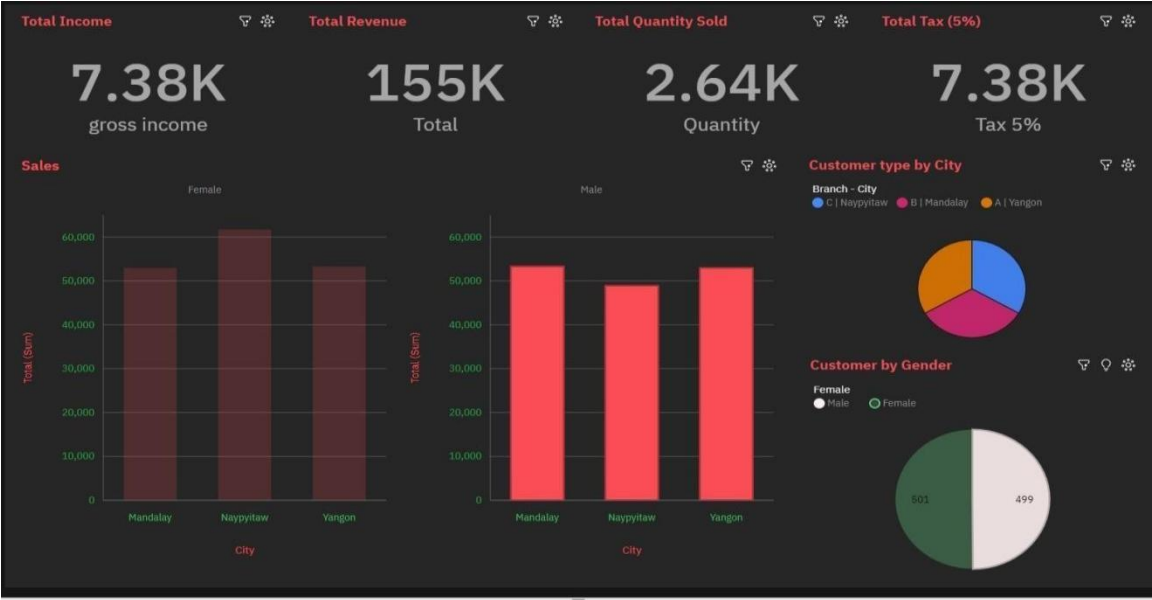 Total Income
7.38K
gross income
Total Revenue
155K
Total
Total Quantity Sold
2.64K
Quantity
Total Tax (5%)
7.38K
Tax 5%
Sales
Female
Total (Sum)
60,000
50,000
40,000
30,000
20,000
10,000
0
Mandalay
Naypyitaw
Yangon
City
Male
Total (Sum)
60,000
50,000
40,000
30,000
20,000
10,000
0
Mandalay
Naypyitaw
Yangon
City
Customer type by City
Branch - City
C | Naypyitaw
B | Mandalay
A | Yangon
Customer by Gender
Female
Male
Female
501
499